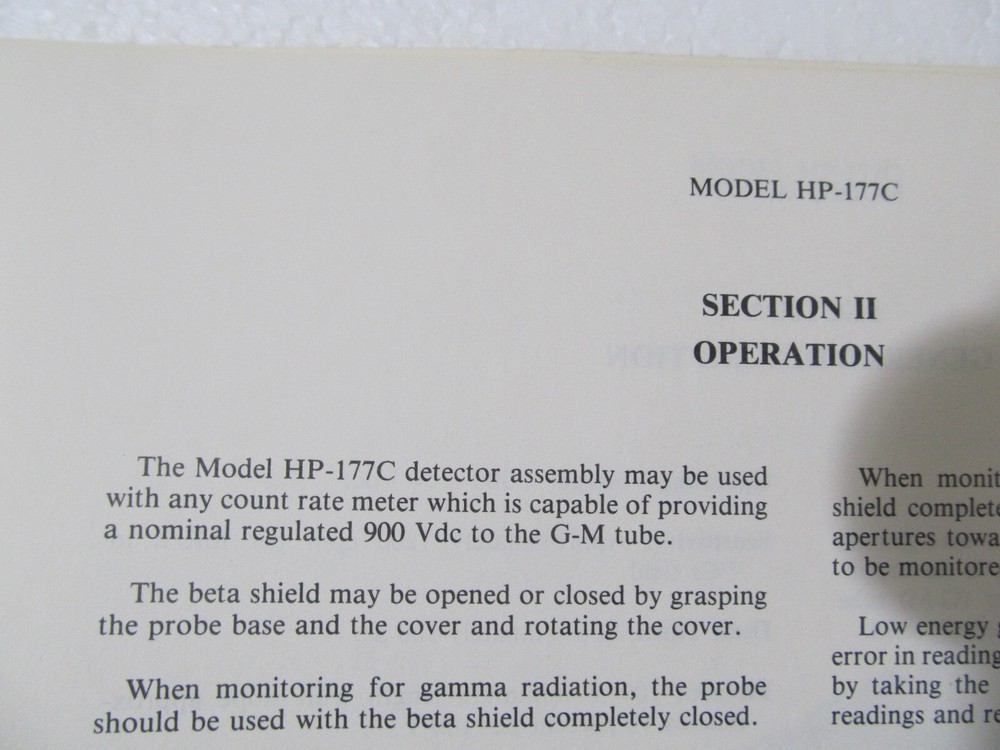 MODEL HP-177C
SECTION II
OPERATION
The Model HP-177C detector assembly may be used
with any count rate meter which is capable of providing
a nominal regulated 900 Vdc to the G-M tube.
The beta shield may be opened or closed by grasping
the probe base and the cover and rotating the cover.
When monitoring for gamma radiation, the probe
should be used with the beta shield completely closed.
When
shield
apertures
to be
Low energy
error in
by taking the
readings and